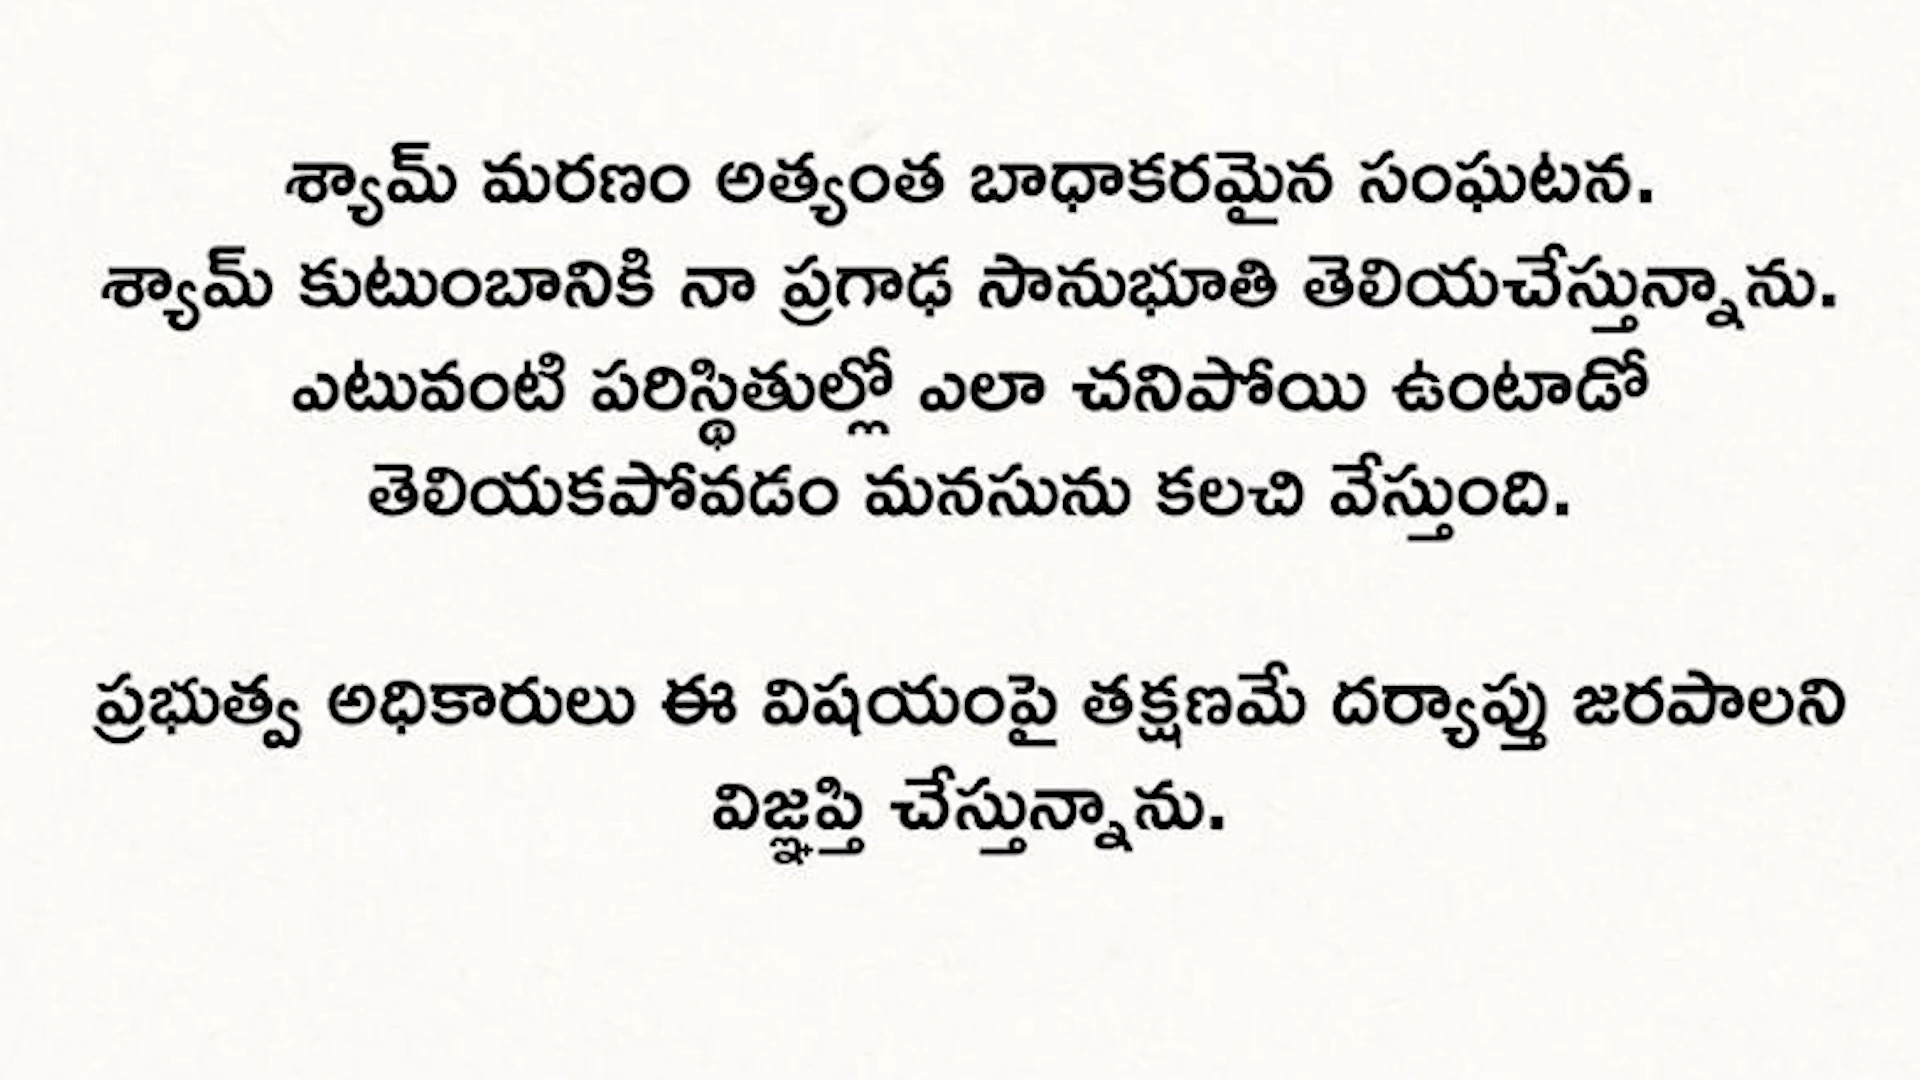 శ్యామ్ మరణం అత్యంత బాధాకరమైన సంఘటన.
శ్యామ్ కుటుంబానికి నా ప్రగాఢ సానుభూతి తెలియచేస్తున్నాను.
ఎటువంటి పరిస్థితుల్లో ఎలా చనిపోయి ఉంటాడో
తెలియకపోవడం మనసును కలచి వేస్తుంది.
ప్రభుత్వ అధికారులు ఈ విషయంపై తక్షణమే దర్యాప్తు జరపాలని
విజ్ఞప్తి చేస్తున్నాను.